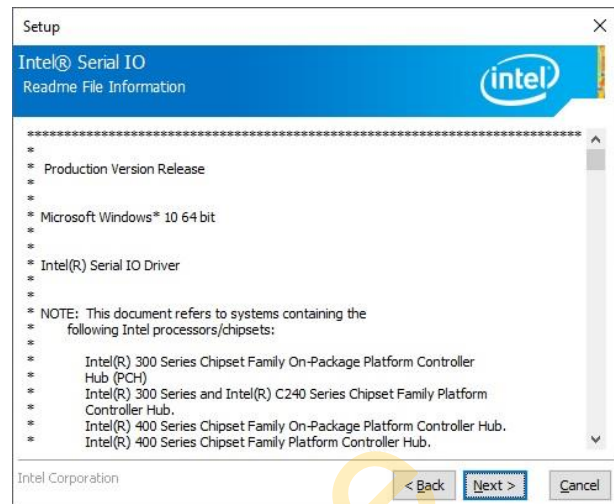 Setup
Intel® Serial IO
Readme File Information
intel
******************************************************************************
*
* Production Version Release
*
*
* Microsoft Windows* 10 64 bit
*
*
* Intel(R) Serial IO Driver
*
*
* NOTE: This document refers to systems containing the
* following Intel processors/chipsets:
*
* Intel(R) 300 Series Chipset Family On-Package Platform Controller
* Hub (PCH)
* Intel(R) 300 Series and Intel(R) C240 Series Chipset Family Platform
* Controller Hub.
* Intel(R) 400 Series Chipset Family On-Package Platform Controller Hub.
* Intel(R) 400 Series Chipset Family Platform Controller Hub.
Intel Corporation
< Back Next > Cancel